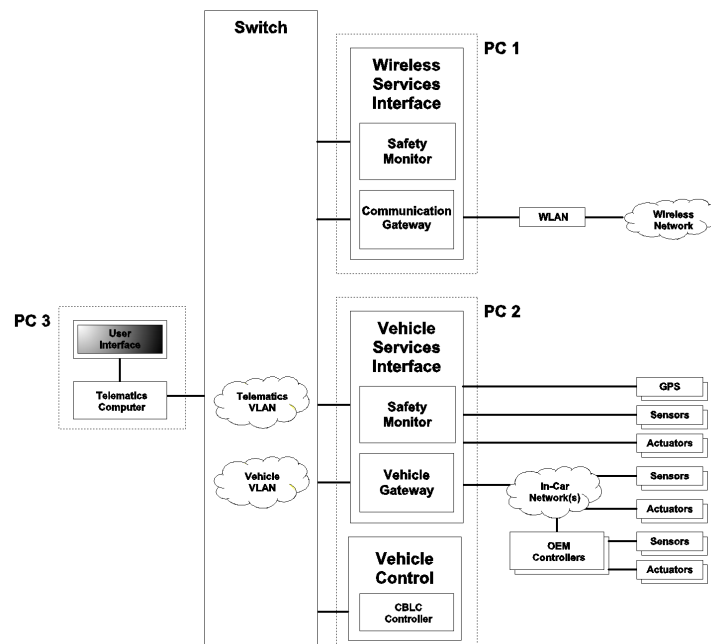 Switch
PC 1
Wireless
Services
Interface
Safety
Monitor
Communication
Gateway
WLAN
Wireless
Network
PC 3
User
Interface
Telematics
Computer
Telematics
VLAN
Vehicle
VLAN
PC 2
Vehicle
Services
Interface
Safety
Monitor
Vehicle
Gateway
GPS
Sensors
Actuators
In-Car
Network(s)
Sensors
Actuators
OEM
Controllers
Sensors
Actuators
Vehicle
Control
CBLC
Controller